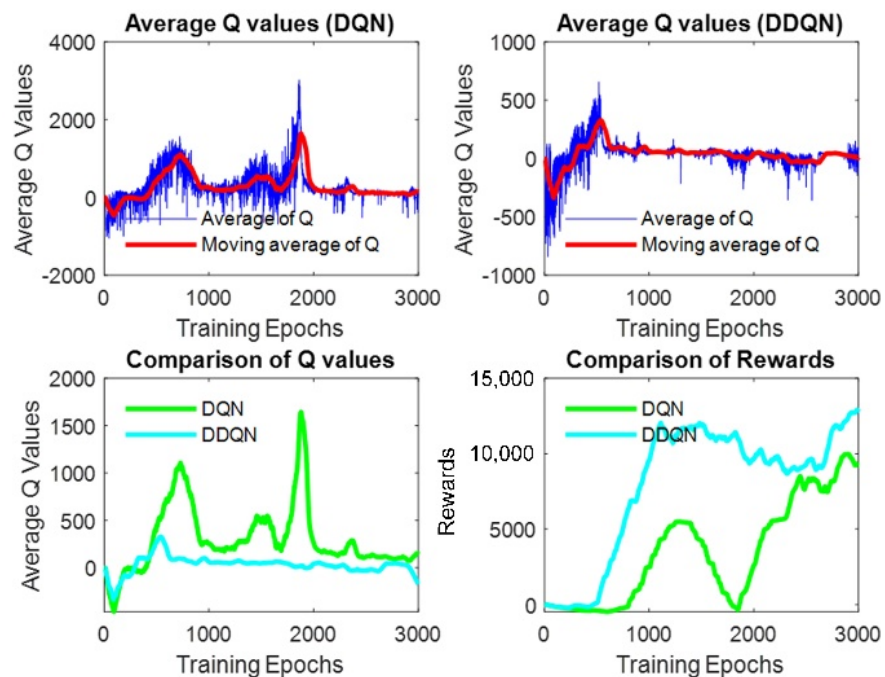 Average Q values (DQN)
Average Q Values
4000
2000
0
-2000
Average of Q
Moving average of Q
0 1000 2000 3000
Training Epochs
Average Q values (DDQN)
Average Q Values
1000
500
0
-500
-1000
Average of Q
Moving average of Q
0 1000 2000 3000
Training Epochs
Comparison of Q values
Average Q Values
2000
1500
1000
500
0
DQN
DDQN
0 1000 2000 3000
Training Epochs
Comparison of Rewards
Rewards
15,000
10,000
5000
0
DQN
DDQN
0 1000 2000 3000
Training Epochs